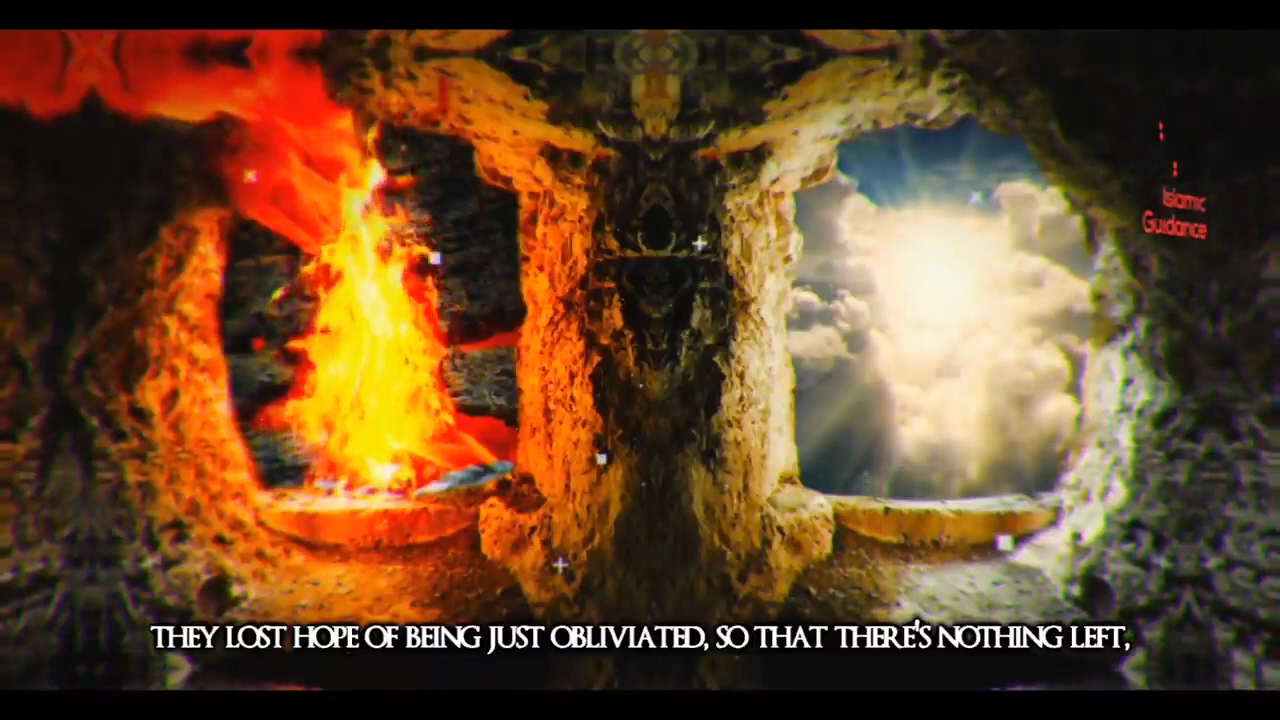 Islamic
Guidance
THEY LOST HOPE OF BEING JUST OBLIVIATED, SO THAT THERE'S NOTHING LEFT,